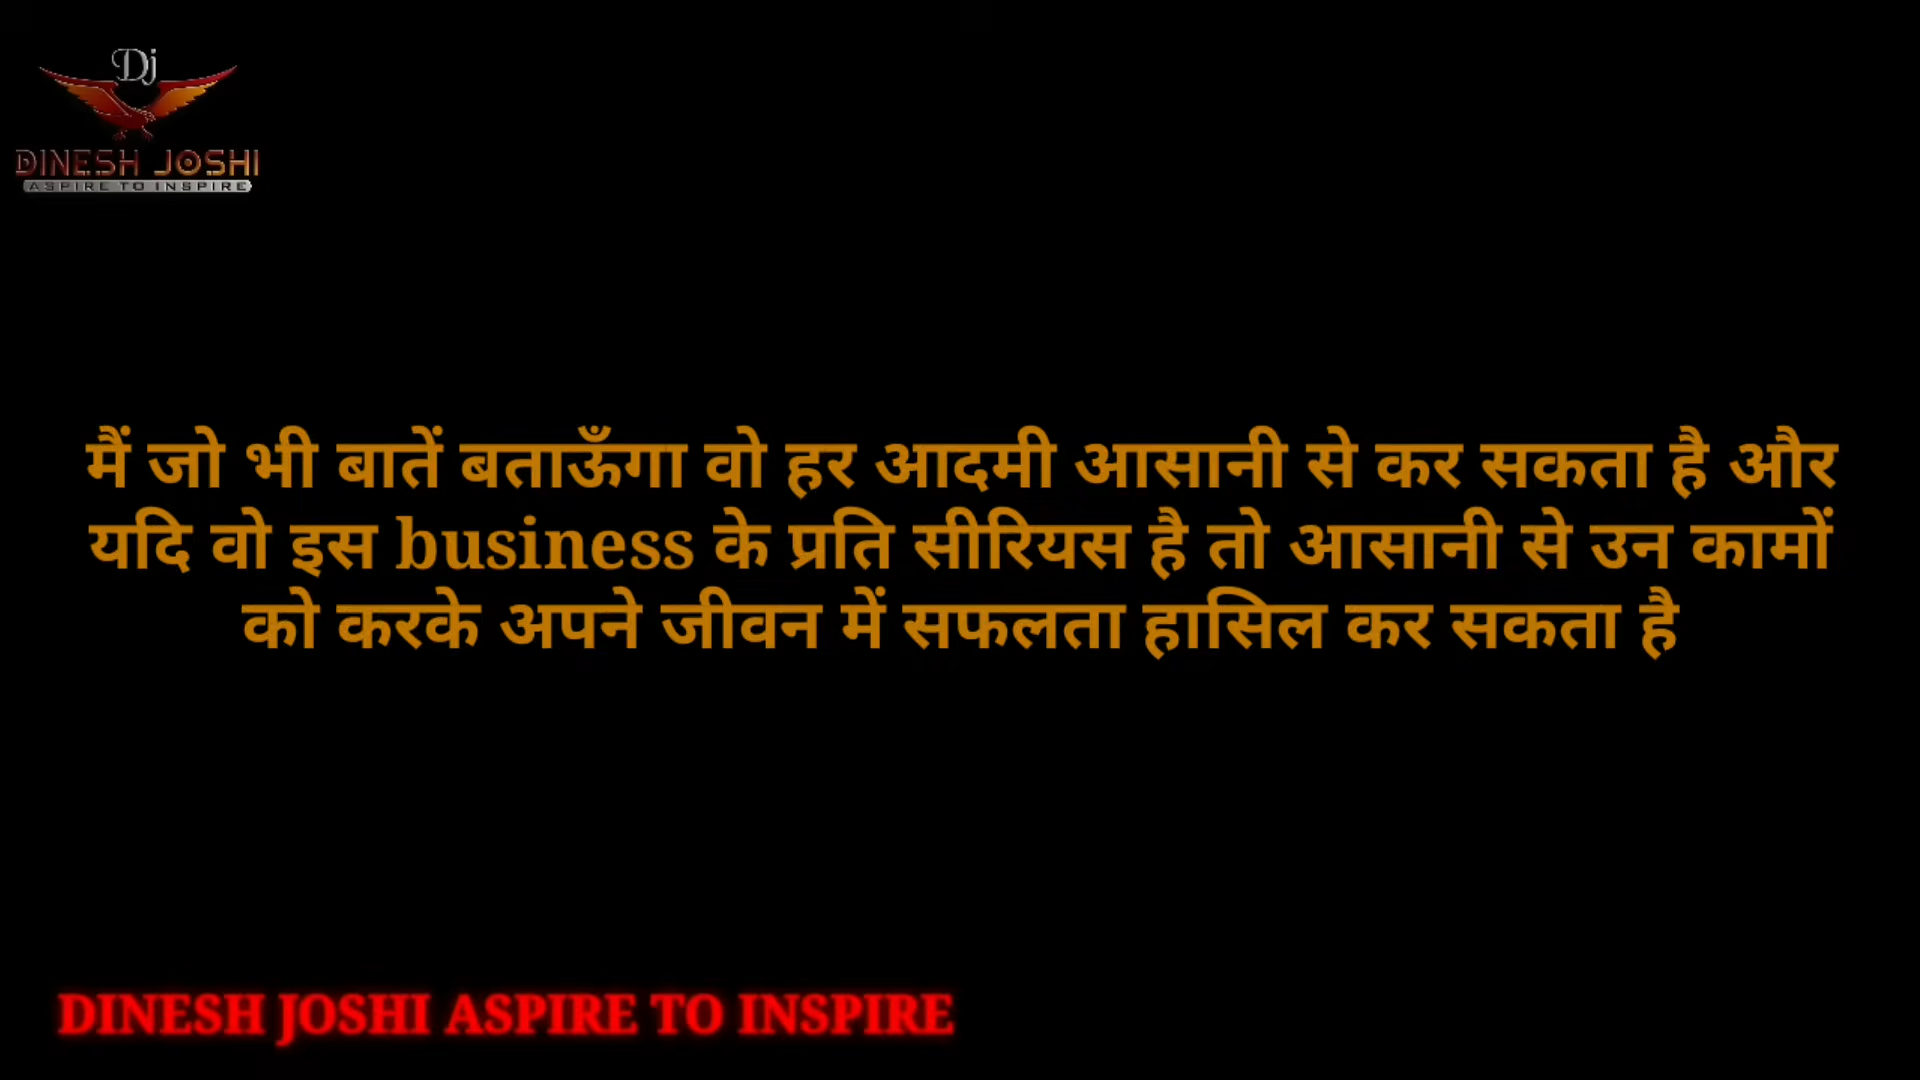 Dj
DINESH JOSHI
ASPIRE TO INSPIRE
मैं जो भी बातें बताऊँगा वो हर आदमी आसानी से कर सकता है और
यदि वो इस business के प्रति सीरियस है तो आसानी से उन कामों
को करके अपने जीवन में सफलता हासिल कर सकता है
DINESH JOSHI ASPIRE TO INSPIRE